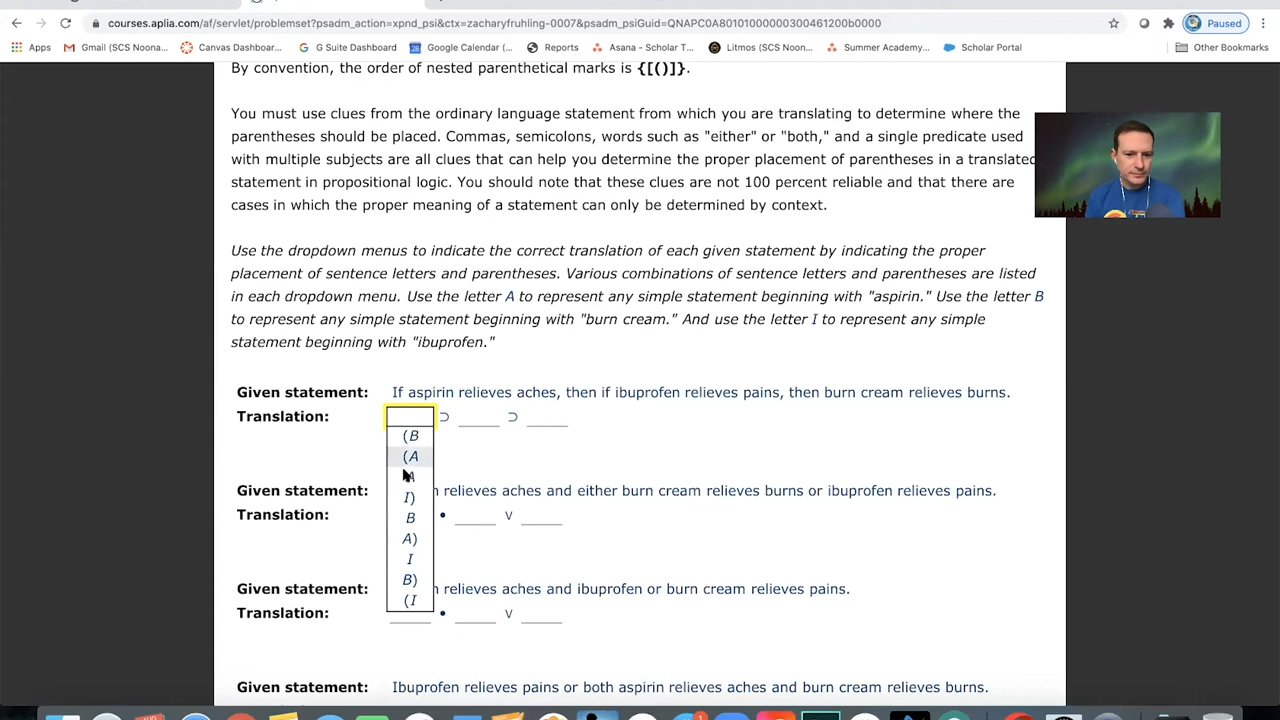 courses.aplia.com/af/servlet/problemset?psadm_action=xpnd_psi&ctx=zacharyfruhling-0007&psadm_psiGuid=QNAPC0A80101000000300461200b0000
Paused
Apps Gmail (SCS Noona... Canvas Dashboar... G Suite Dashboard Google Calendar (... Reports Asana - Scholar T... Litmos (SCS Noon... Summer Academy... Scholar Portal Other Bookmarks
By convention, the order of nested parenthetical marks is {[()]}.
You must use clues from the ordinary language statement from which you are translating to determine where the
parentheses should be placed. Commas, semicolons, words such as "either" or "both," and a single predicate used
with multiple subjects are all clues that can help you determine the proper placement of parentheses in a translated
statement in propositional logic. You should note that these clues are not 100 percent reliable and that there are
cases in which the proper meaning of a statement can only be determined by context.
Use the dropdown menus to indicate the correct translation of each given statement by indicating the proper
placement of sentence letters and parentheses. Various combinations of sentence letters and parentheses are listed
in each dropdown menu. Use the letter A to represent any simple statement beginning with "aspirin." Use the letter B
to represent any simple statement beginning with "burn cream." And use the letter I to represent any simple
statement beginning with "ibuprofen."
Given statement: If aspirin relieves aches, then if ibuprofen relieves pains, then burn cream relieves burns.
Translation: ⊃ ⊃
(B
(A
A
I)
B
A)
I
B)
(I
Given statement: relieves aches and either burn cream relieves burns or ibuprofen relieves pains.
Translation: • v
Given statement: relieves aches and ibuprofen or burn cream relieves pains.
Translation: • v
Given statement: Ibuprofen relieves pains or both aspirin relieves aches and burn cream relieves burns.